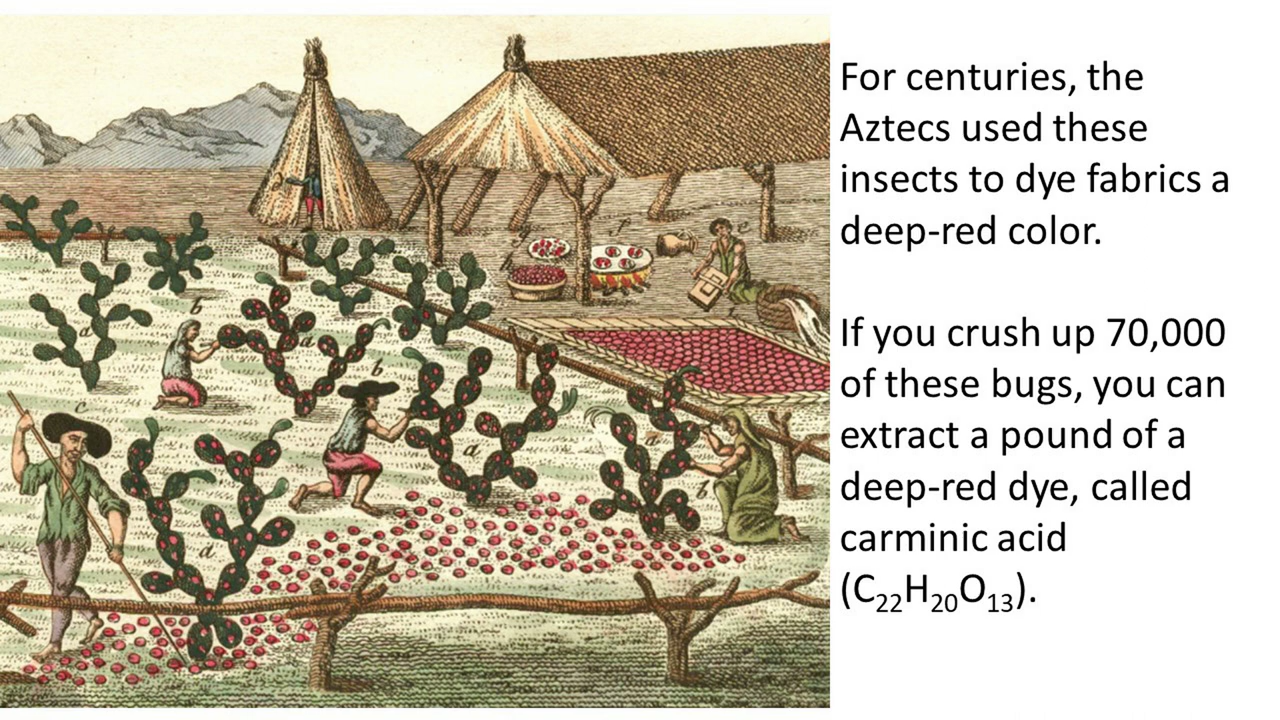 For centuries, the
Aztecs used these
insects to dye fabrics a
deep-red color.
If you crush up 70,000
of these bugs, you can
extract a pound of a
deep-red dye, called
carminic acid
(C₂₂H₂₀O₁₃).
g
f
e
h
b
a
a
b
c
a
a
b
d